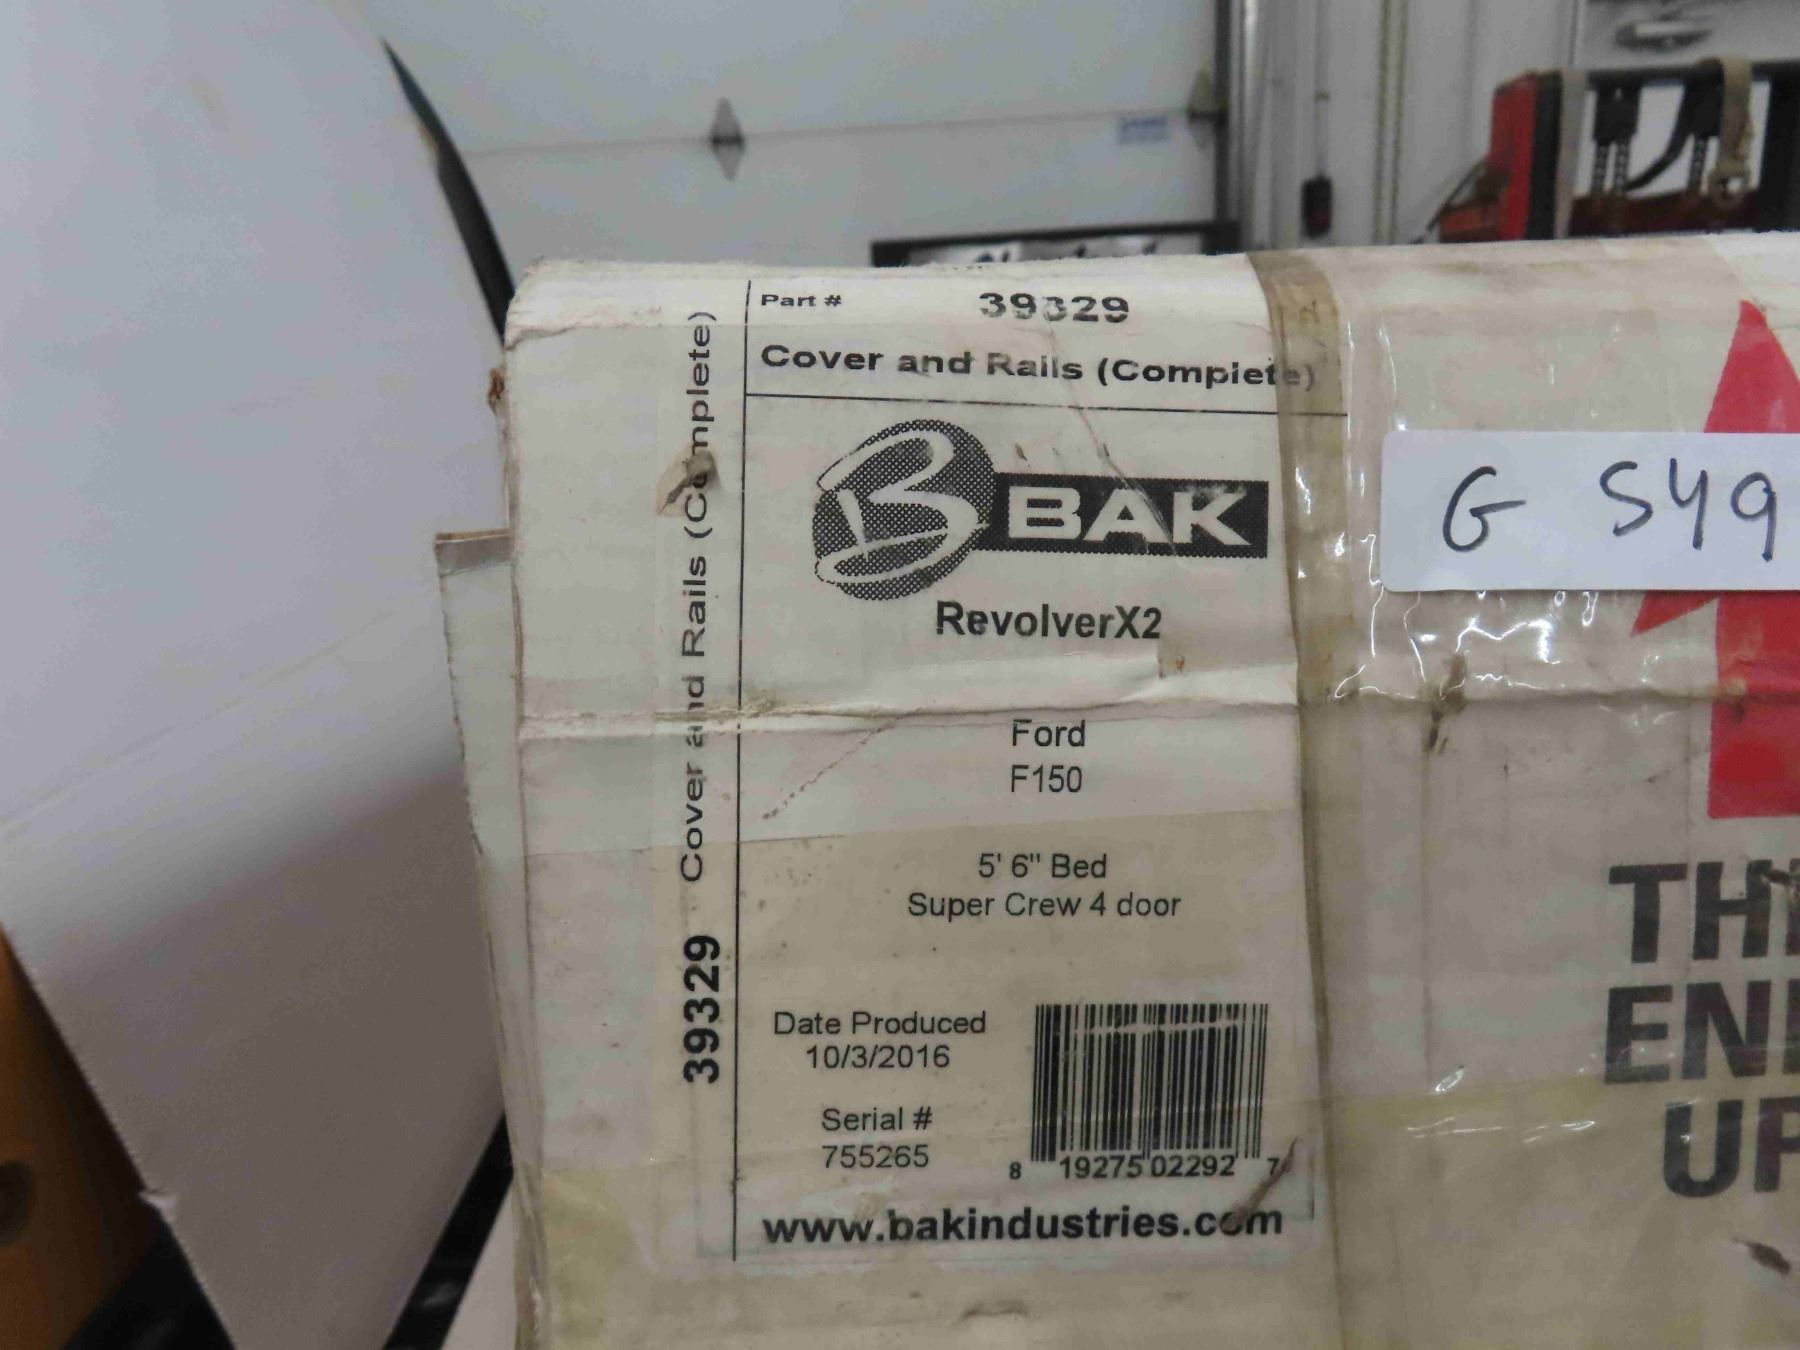 Part # 39329
Cover and Rails (Complete)
39329 Cover and Rails (Complete)
B BAK
RevolverX2
Ford
F150
5' 6" Bed
Super Crew 4 door
Date Produced
10/3/2016
Serial #
755265
8 19275 02292 7
www.bakindustries.com
G S49
TH
EN
UP